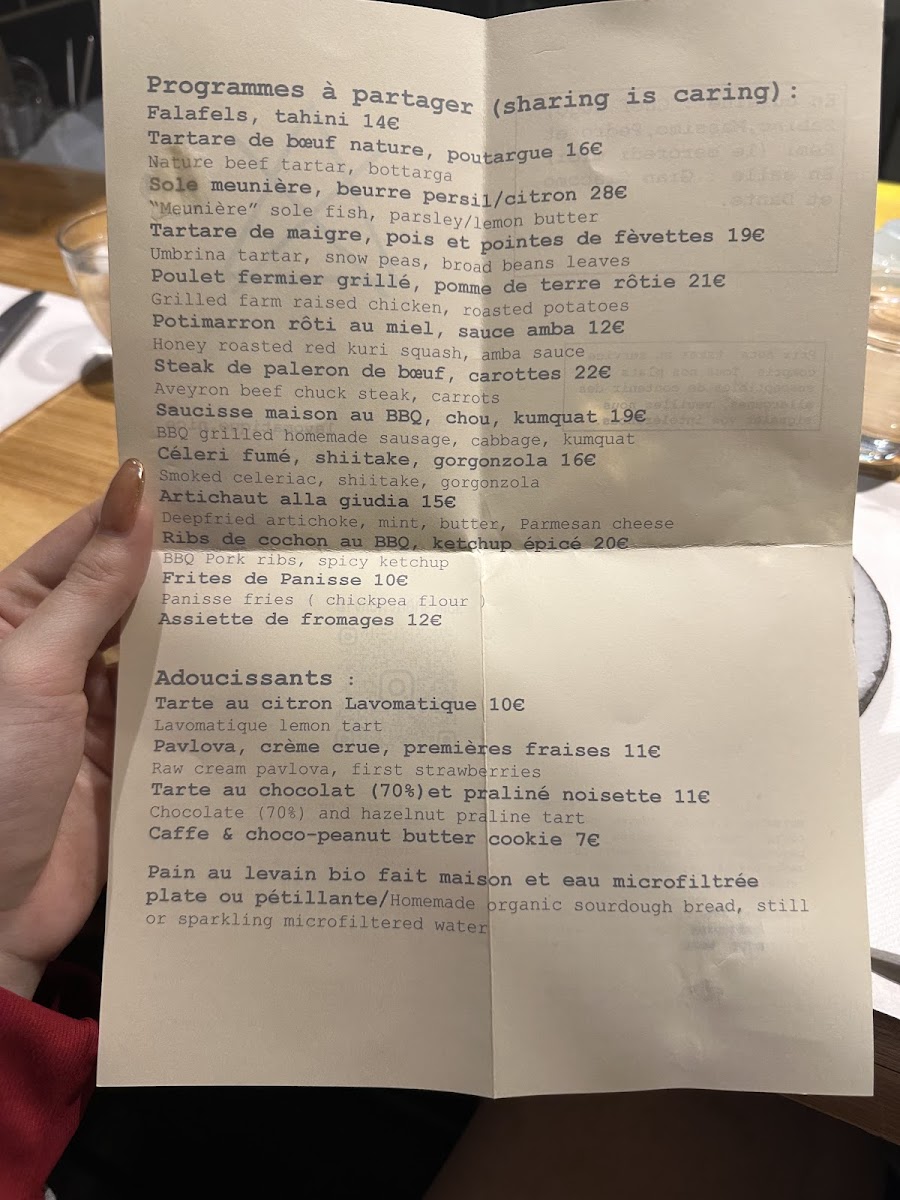 Programmes à partager (sharing is caring):
Falafels, tahini 14€
Tartare de bœuf nature, poutargue 16€
Nature beef tartar, bottarga
Sole meunière, beurre persil/citron 28€
"Meunière" sole fish, parsley/lemon butter
Tartare de maigre, pois et pointes de fèvettes 19€
Umbrina tartar, snow peas, broad beans leaves
Poulet fermier grillé, pomme de terre rôtie 21€
Grilled farm raised chicken, roasted potatoes
Potimarron rôti au miel, sauce amba 12€
Honey roasted red kuri squash, amba sauce
Steak de paleron de bœuf, carottes 22€
Aveyron beef chuck steak, carrots
Saucisse maison au BBQ, chou, kumquat 19€
BBQ grilled homemade sausage, cabbage, kumquat
Céleri fumé, shiitake, gorgonzola 16€
Smoked celeriac, shiitake, gorgonzola
Artichaut alla giudia 15€
Deepfried artichoke, mint, butter, Parmesan cheese
Ribs de cochon au BBQ, ketchup épicé 20€
BBQ Pork ribs, spicy ketchup
Frites de Panisse 10€
Panisse fries ( chickpea flour )
Assiette de fromages 12€
Adoucissants :
Tarte au citron Lavomatique 10€
Lavomatique lemon tart
Pavlova, crème crue, premières fraises 11€
Raw cream pavlova, first strawberries
Tarte au chocolat (70%)et praliné noisette 11€
Chocolate (70%) and hazelnut praline tart
Caffe & choco-peanut butter cookie 7€
Pain au levain bio fait maison et eau microfiltrée
plate ou pétillante/Homemade organic sourdough bread, still
or sparkling microfiltered water